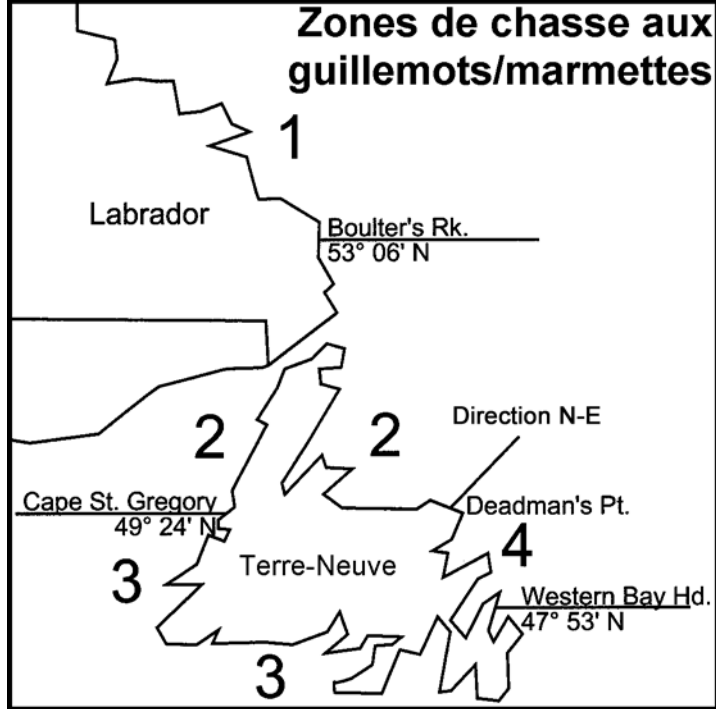 Zones de chasse aux
guillemots/marmettes
1
Labrador
Boulter's Rk.
53° 06' N
2
2
Direction N-E
Cape St. Gregory
49° 24' N
Deadman's Pt.
4
Terre-Neuve
3
Western Bay Hd.
47° 53' N
3